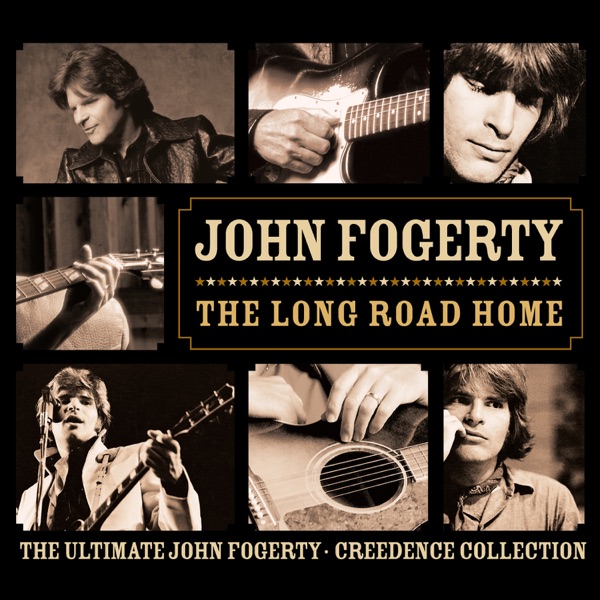 JOHN FOGERTY
THE LONG ROAD HOME
THE ULTIMATE JOHN FOGERTY · CREEDENCE COLLECTION